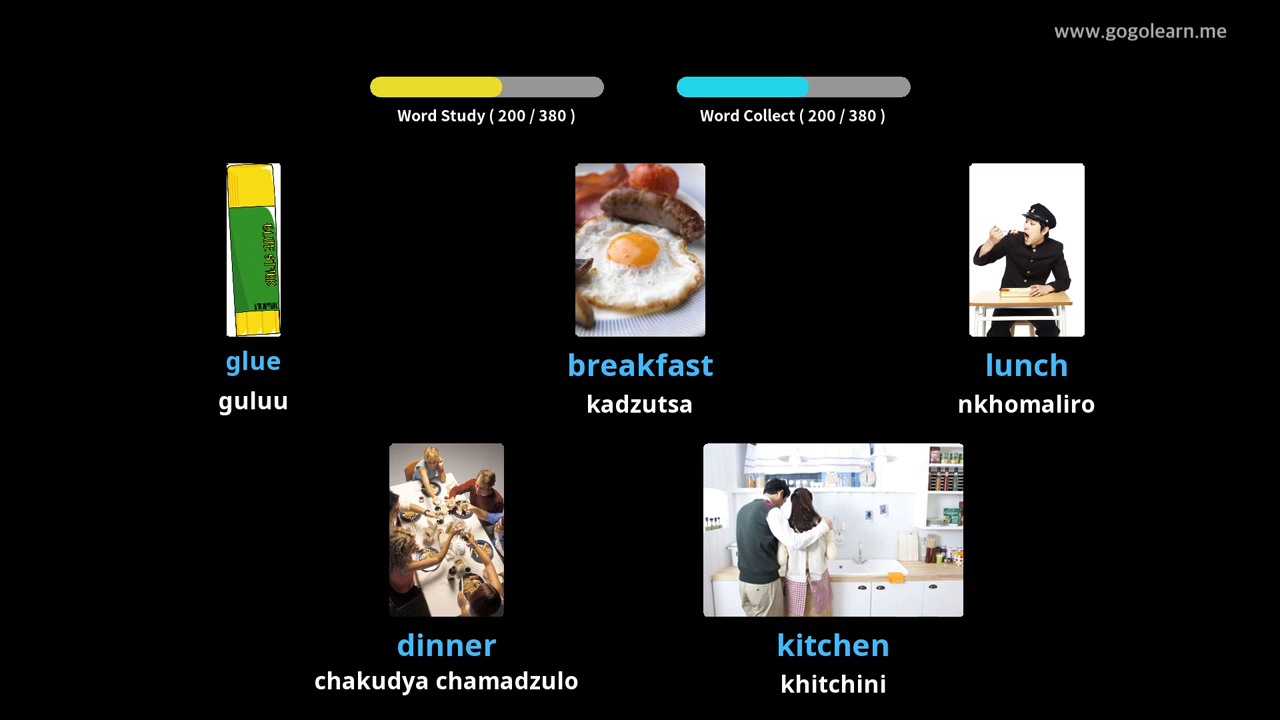 www.gogolearn.me
Word Study ( 200 / 380 )
Word Collect ( 200 / 380 )
glue
guluu
breakfast
kadzutsa
lunch
nkhomaliro
dinner
chakudya chamadzulo
kitchen
khitchini